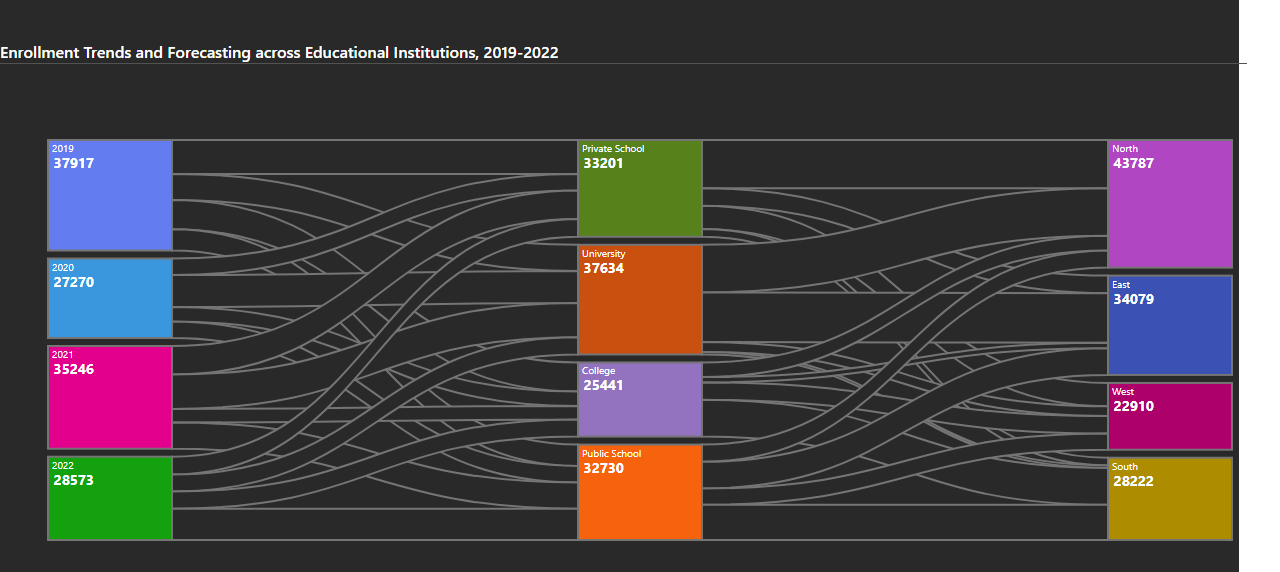 Enrollment Trends and Forecasting across Educational Institutions, 2019-2022
2019
37917
2020
27270
2021
35246
2022
28573
Private School
33201
University
37634
College
25441
Public School
32730
North
43787
East
34079
West
22910
South
28222